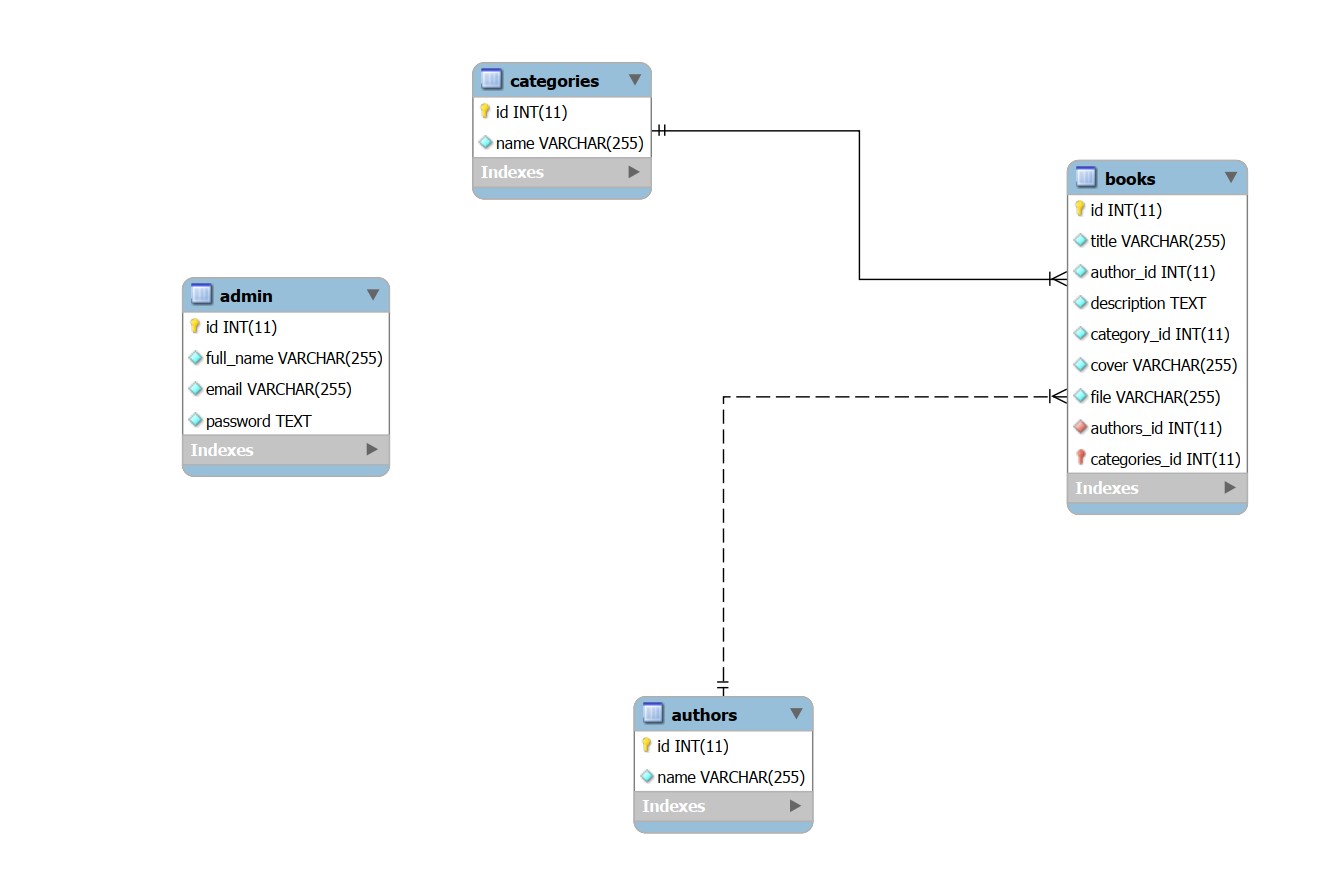 categories
id INT(11)
name VARCHAR(255)
Indexes
books
id INT(11)
title VARCHAR(255)
author_id INT(11)
description TEXT
category_id INT(11)
cover VARCHAR(255)
file VARCHAR(255)
authors_id INT(11)
categories_id INT(11)
Indexes
admin
id INT(11)
full_name VARCHAR(255)
email VARCHAR(255)
password TEXT
Indexes
authors
id INT(11)
name VARCHAR(255)
Indexes